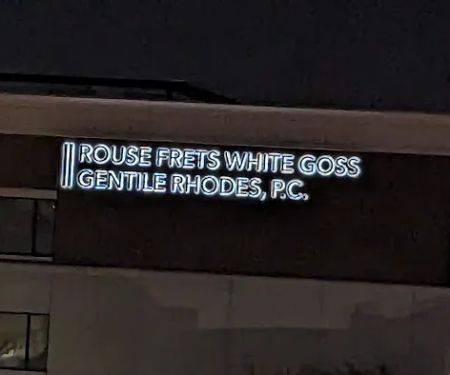 ROUSE FRETS WHITE GOSS
GENTILE RHODES, P.C.